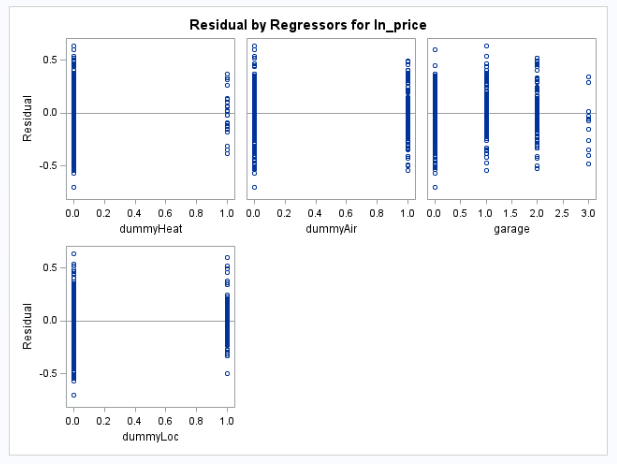 Residual by Regressors for ln_price
Residual
0.5
0.0
-0.5
0.0 0.2 0.4 0.6 0.8 1.0
dummyHeat
0.0 0.2 0.4 0.6 0.8 1.0
dummyAir
0.0 0.5 1.0 1.5 2.0 2.5 3.0
garage
Residual
0.5
0.0
-0.5
0.0 0.2 0.4 0.6 0.8 1.0
dummyLoc